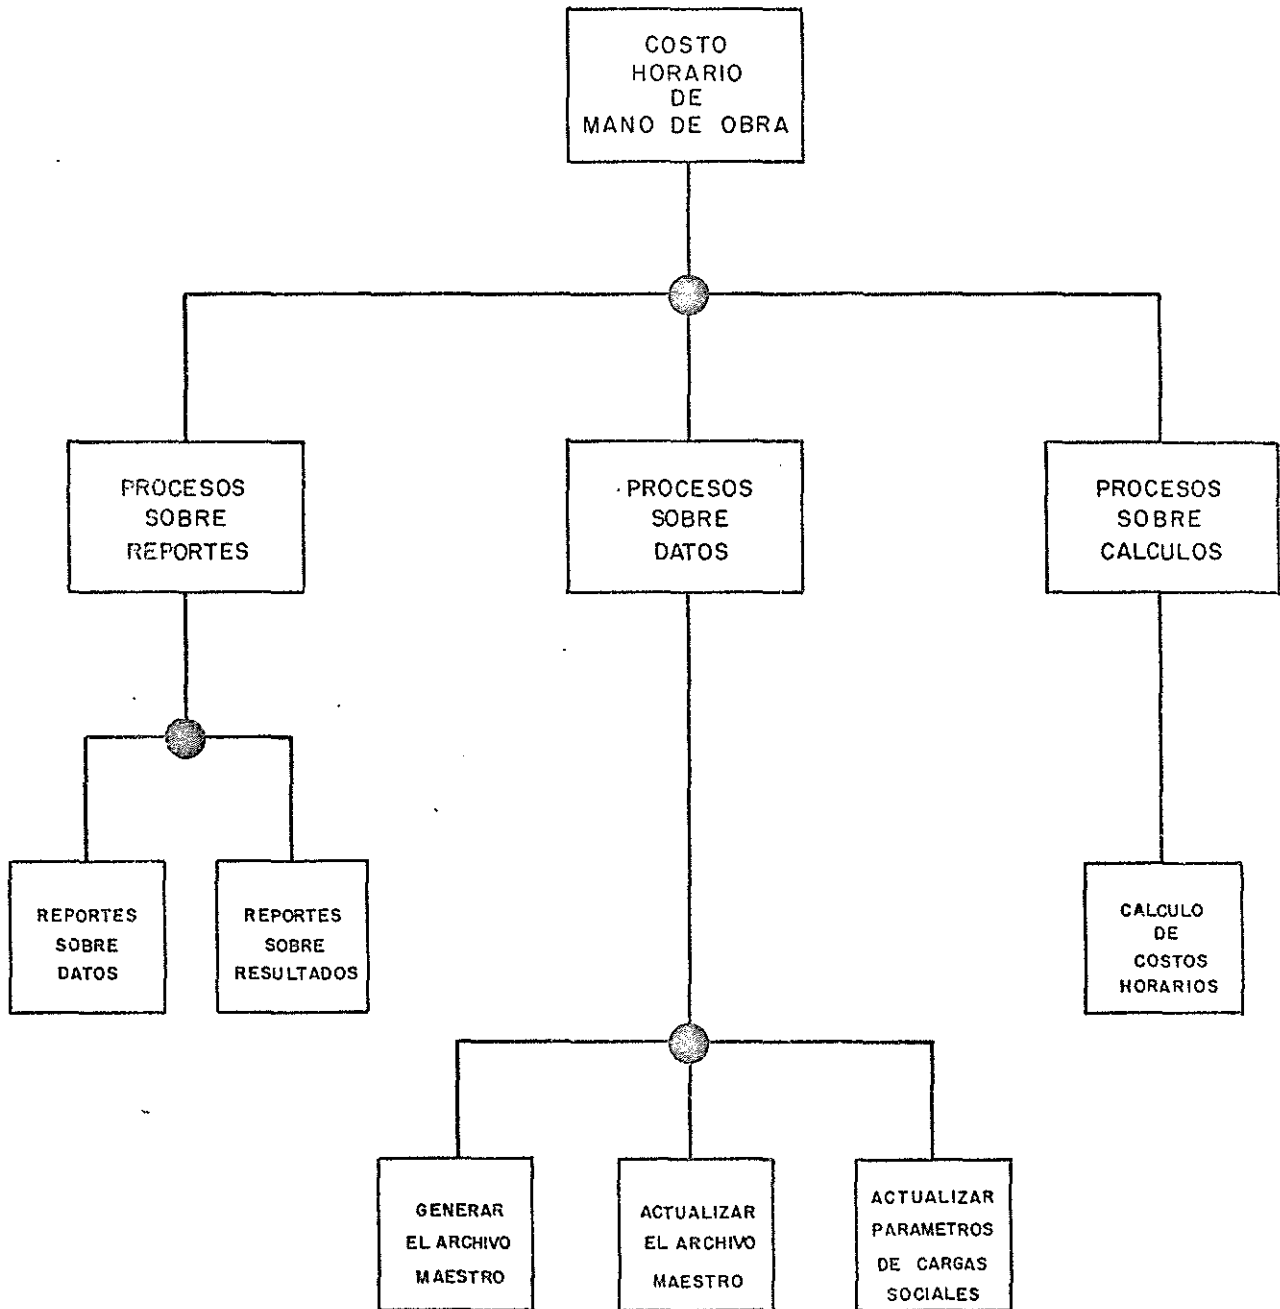 COSTO
HORARIO
DE
MANO DE OBRA
PROCESOS
SOBRE
REPORTES
PROCESOS
SOBRE
DATOS
PROCESOS
SOBRE
CALCULOS
REPORTES
SOBRE
DATOS
REPORTES
SOBRE
RESULTADOS
CALCULO
DE
COSTOS
HORARIOS
GENERAR
EL ARCHIVO
MAESTRO
ACTUALIZAR
EL ARCHIVO
MAESTRO
ACTUALIZAR
PARAMETROS
DE CARGAS
SOCIALES